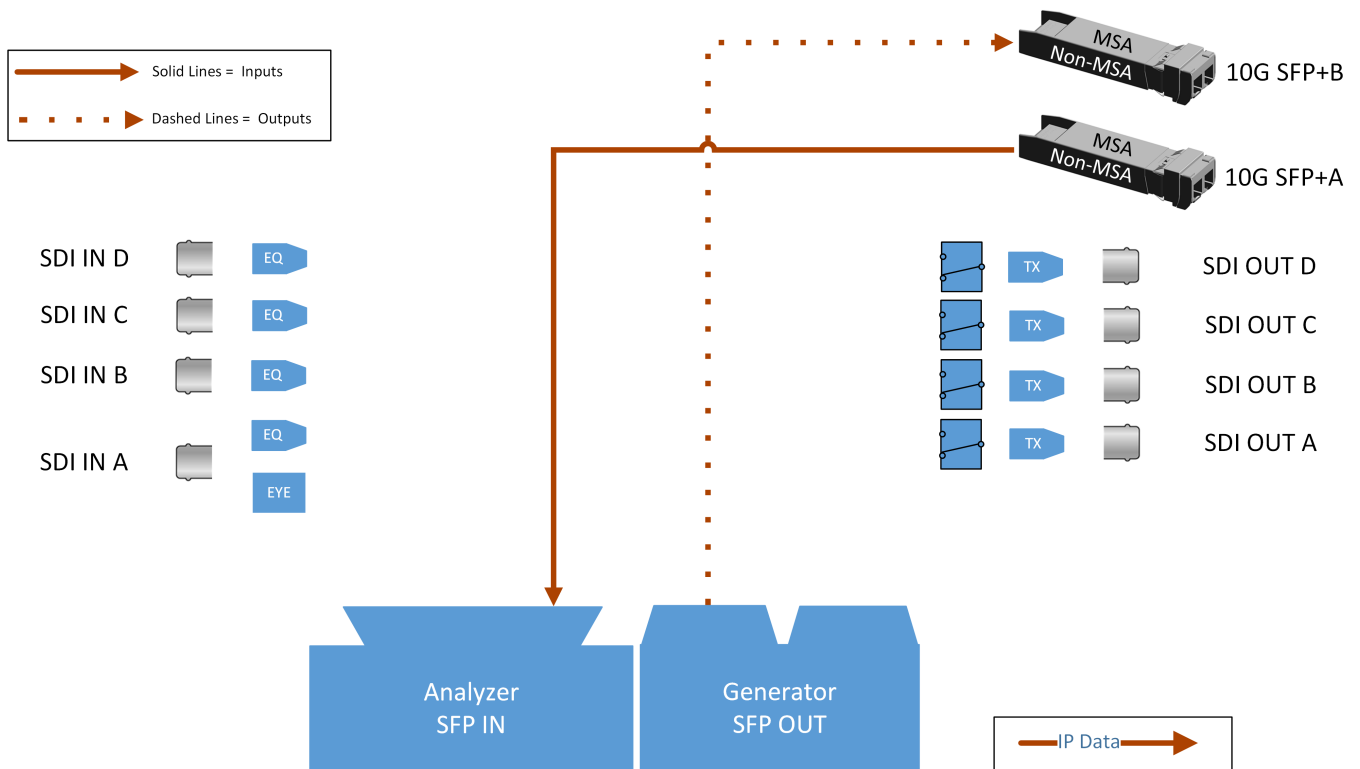 Solid Lines = Inputs
Dashed Lines = Outputs
MSA
Non-MSA
10G SFP+B
MSA
Non-MSA
10G SFP+A
SDI IN D
EQ
SDI IN C
EQ
SDI IN B
EQ
SDI IN A
EQ
EYE
TX
SDI OUT D
TX
SDI OUT C
TX
SDI OUT B
TX
SDI OUT A
Analyzer
SFP IN
Generator
SFP OUT
IP Data